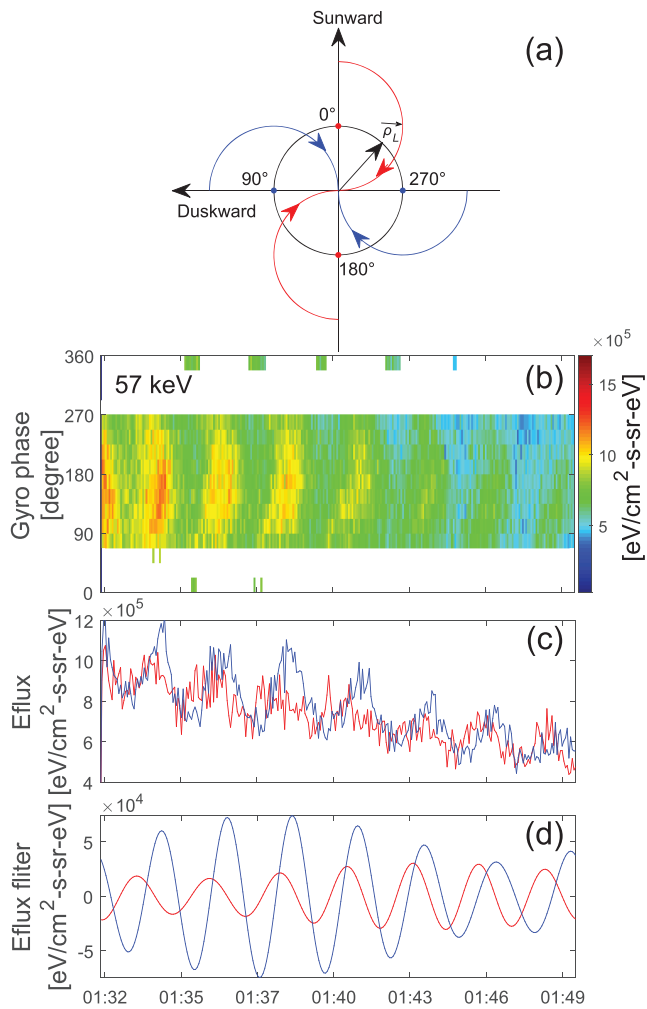 Sunward
(a)
0°
ρL
90°
270°
Duskward
180°
×10^5
360
57 keV
(b)
15
270
180
10
90
5
0
Gyro phase
[degree]
[eV/cm^2-s-sr-eV]
×10^5
12
(c)
10
8
6
4
Eflux
[eV/cm^2-s-sr-eV]
×10^4
(d)
5
0
-5
Eflux fliter
[eV/cm^2-s-sr-eV]
01:32
01:35
01:37
01:40
01:43
01:46
01:49